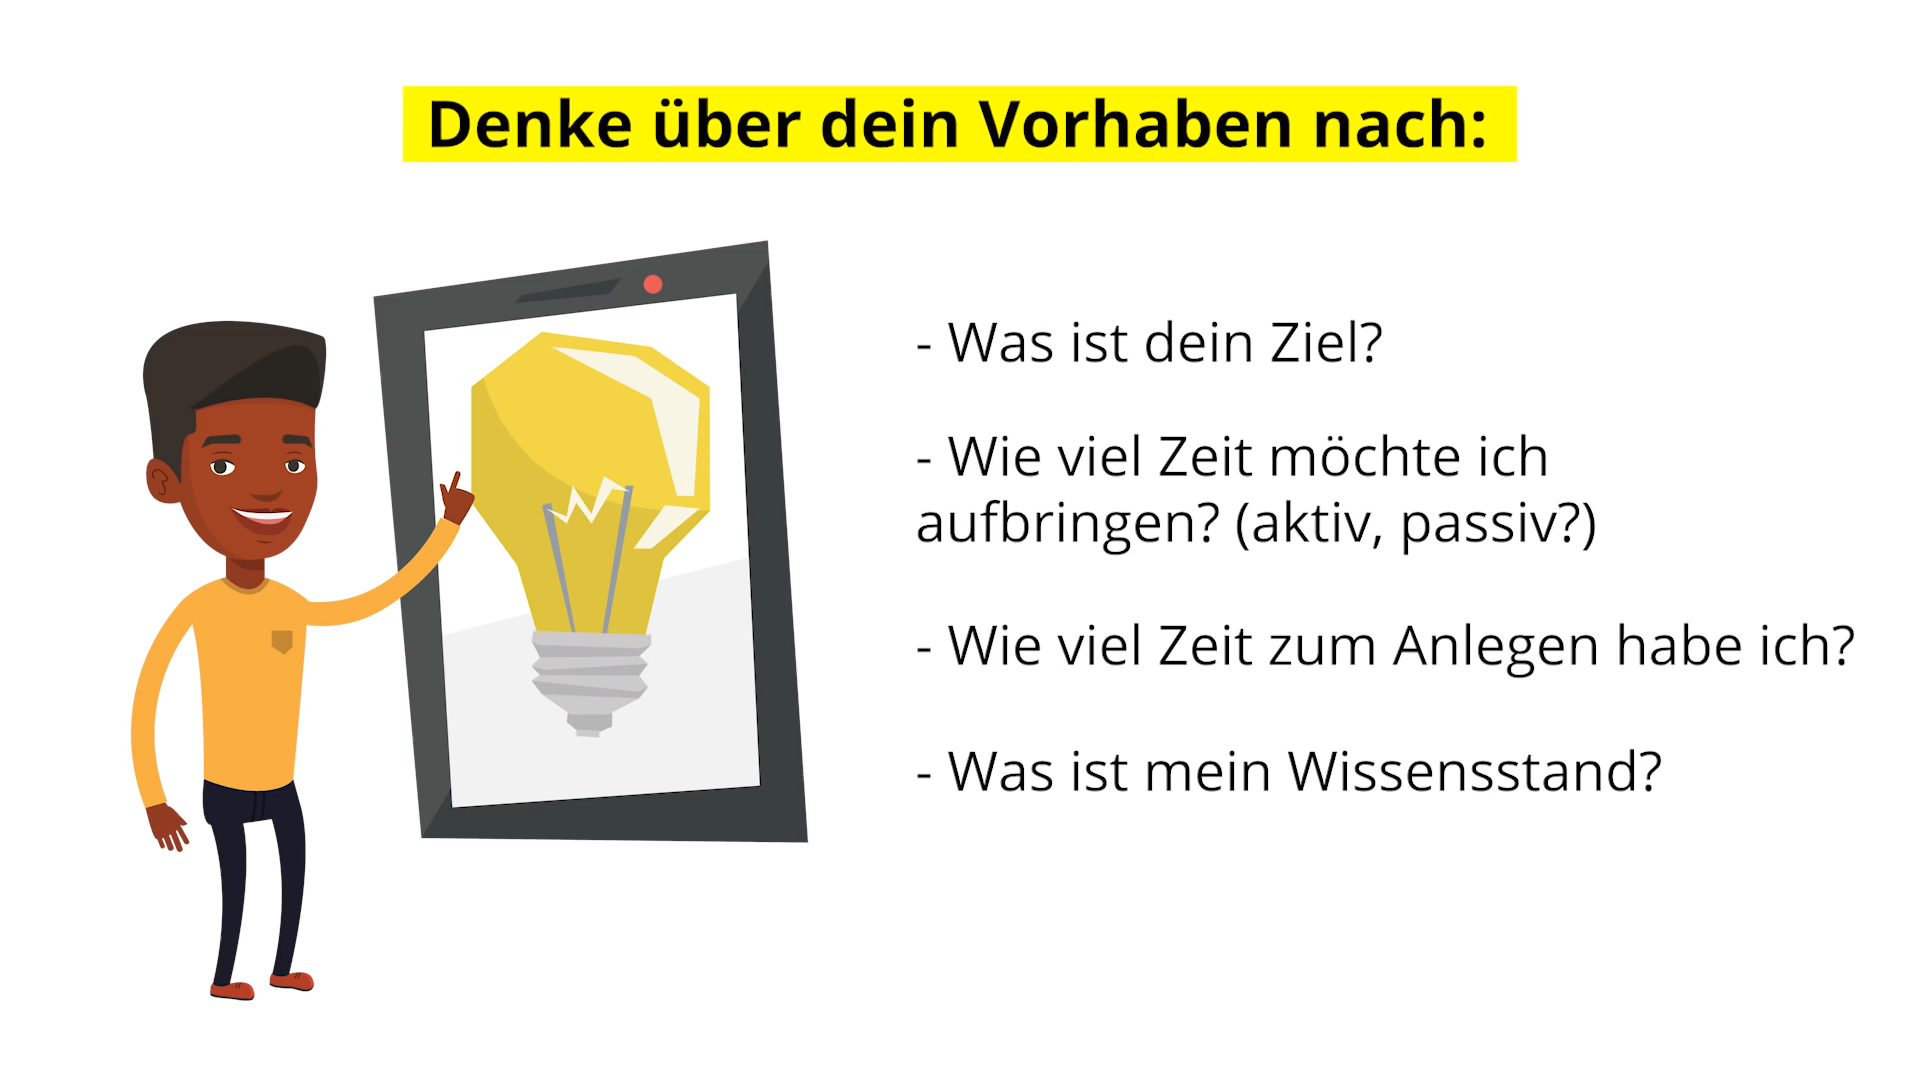 Denke über dein Vorhaben nach:
- Was ist dein Ziel?
- Wie viel Zeit möchte ich
aufbringen? (aktiv, passiv?)
- Wie viel Zeit zum Anlegen habe ich?
- Was ist mein Wissensstand?